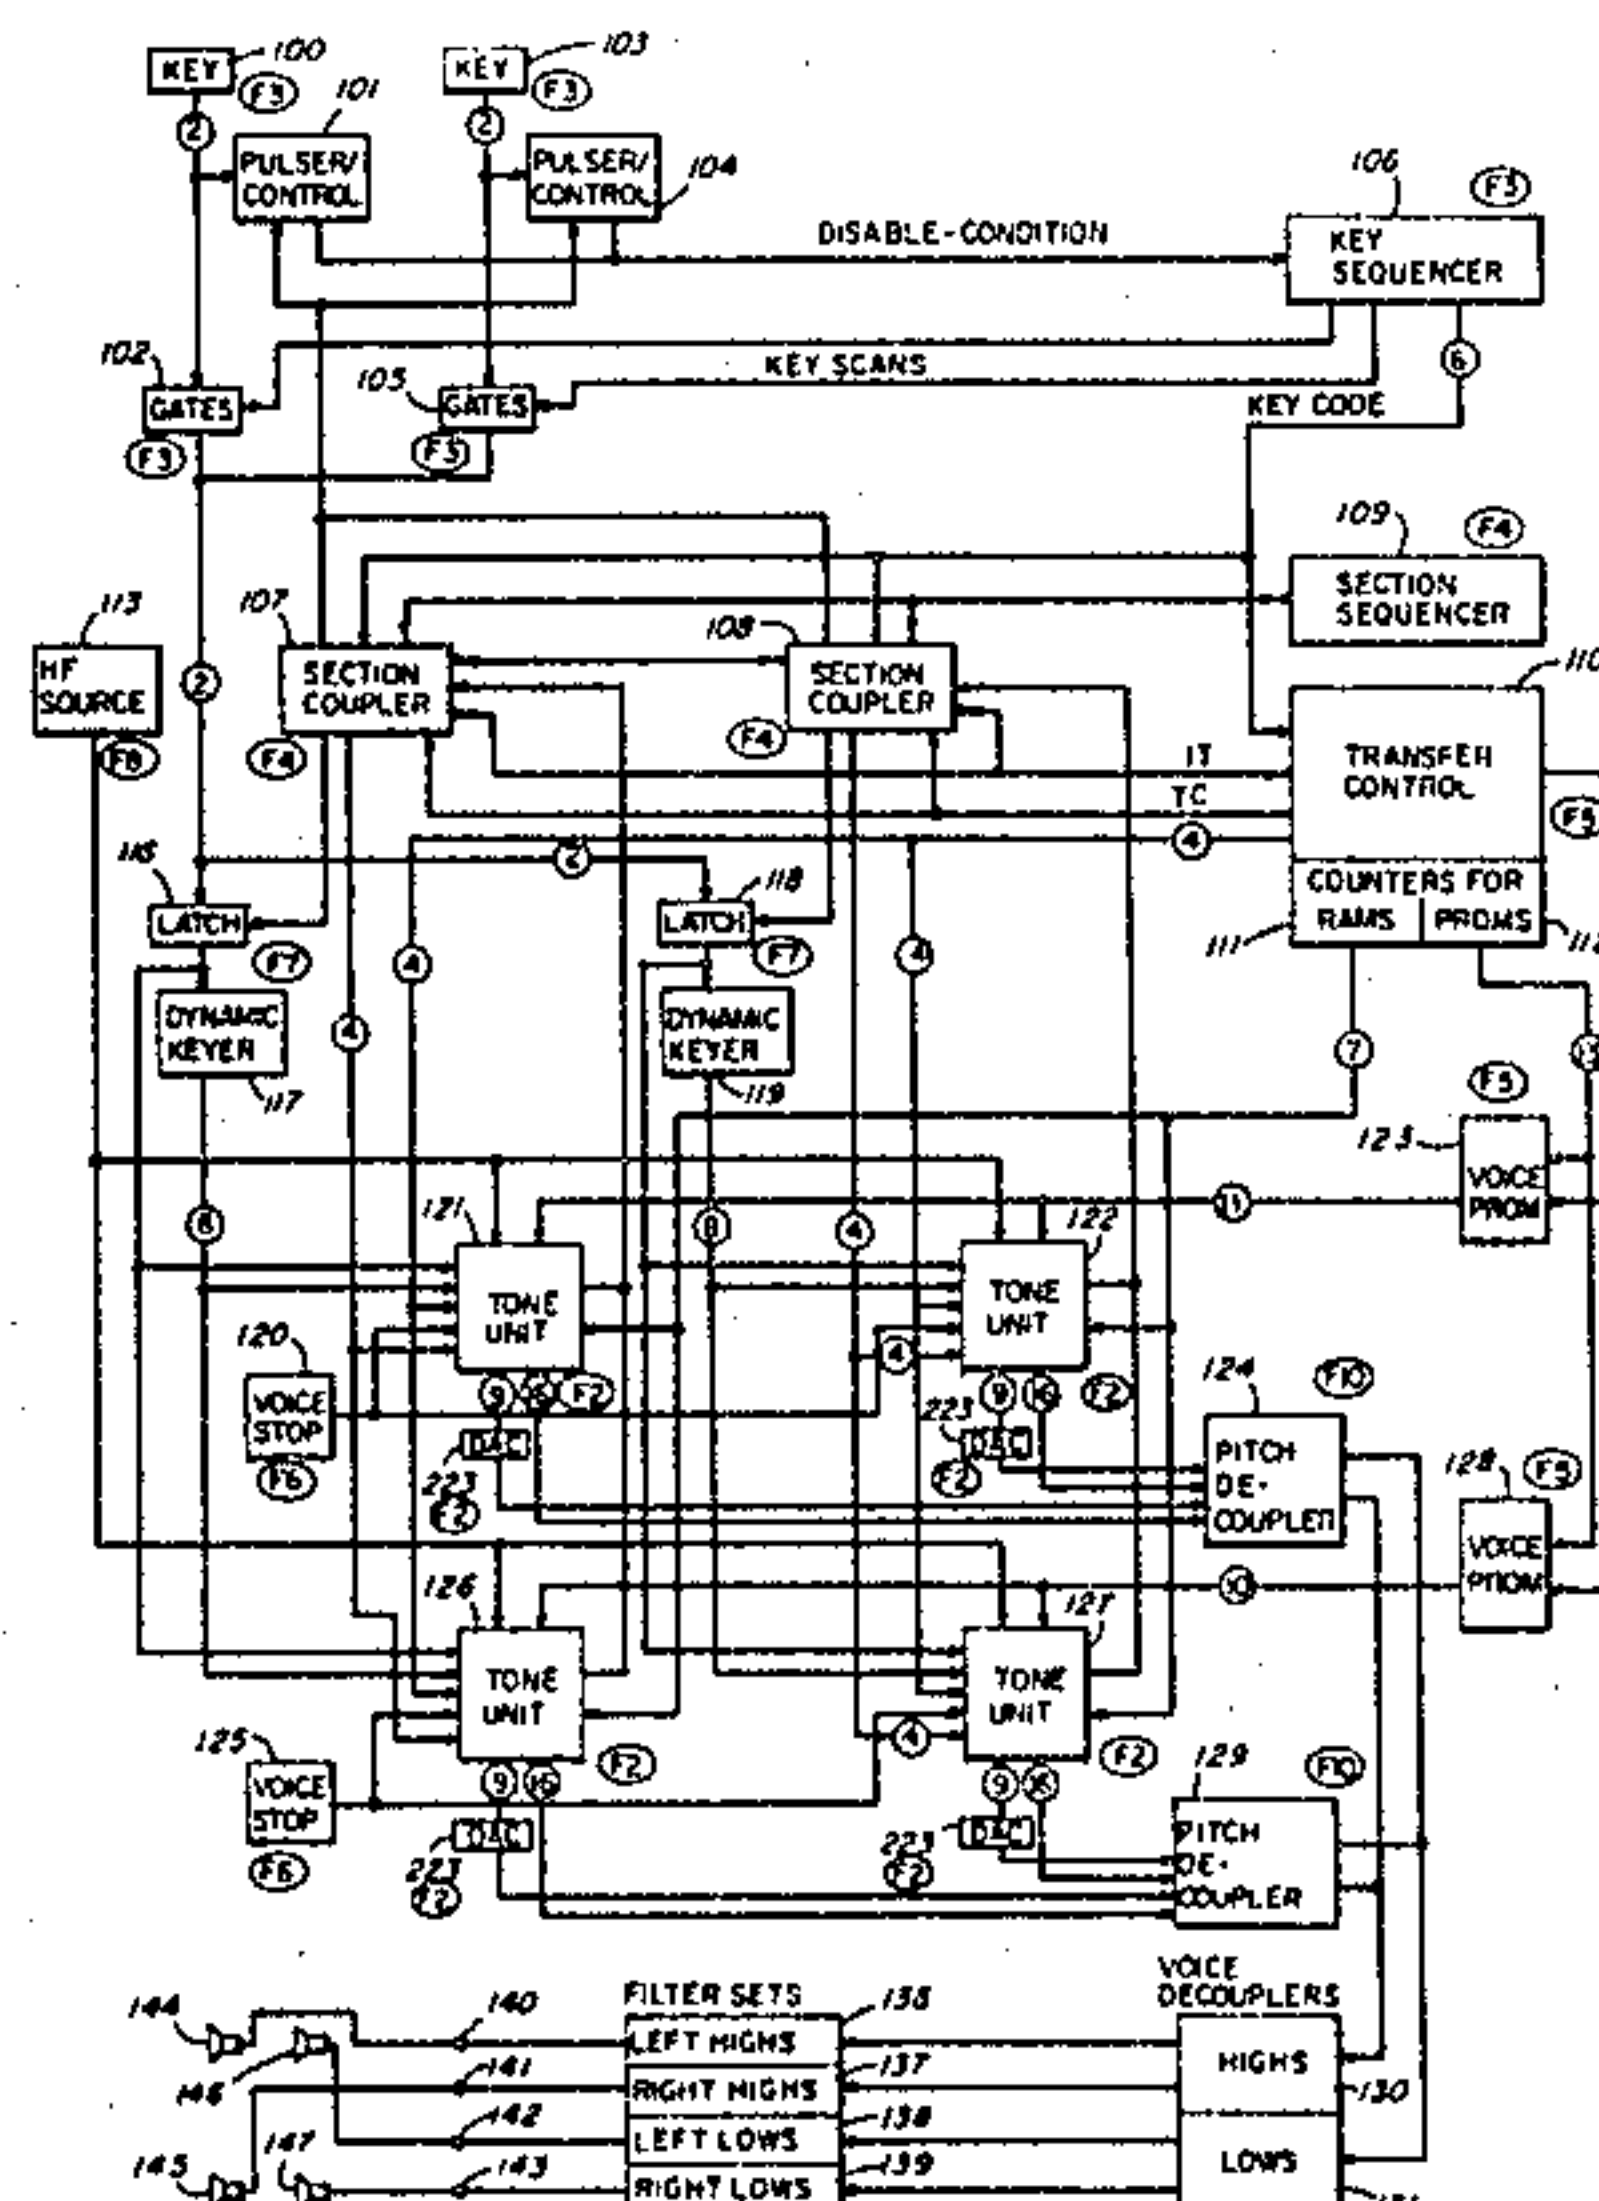 KEY 100 KEY 103
F3 F3
101
2 2
PULSER/
CONTROL
PULSER/
CONTROL
104
106 F3
DISABLE-CONDITION
KEY
SEQUENCER
102
KEY SCANS
6
105
GATES
GATES
KEY CODE
F3 F3
109 F4
SECTION
SEQUENCER
113 107 108
HF
SOURCE
2
SECTION
COUPLER
SECTION
COUPLER
110
F4 F4
TRANSFER
CONTROL
IT
TC
F5
4
2
118
LATCH
LATCH
COUNTERS FOR
RAMS PROMS
111
F7 F7
4 4
DYNAMIC
KEYER
DYNAMIC
KEYER
4 7
117 119
F5
123
VOICE
PROM
11
121 122
8 8 4
TONE
UNIT
TONE
UNIT
120
4
124 F10
VOICE
STOP
9 16 F2
9 16 F2
223
DAC
DAC
F6
223
F2 F2
PITCH
DE-
COUPLER
128 F5
VOICE
PROM
10
126 127
TONE
UNIT
TONE
UNIT
125
4
F2 F2
129 F10
VOICE
STOP
9 16
9 16
DAC
DAC
F6
223
F2
223
F2
PITCH
DE-
COUPLER
VOICE
DECOUPLERS
FILTER SETS
144 140 LEFT HIGHS 136
146 141 RIGHT HIGHS 137
HIGHS
130
142 LEFT LOWS 138
LOWS
145 147 143 RIGHT LOWS 139